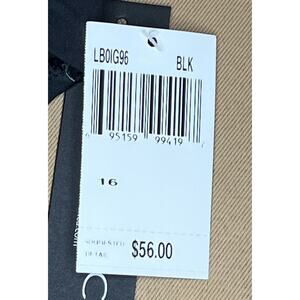 LB0IG96 BLK
95159 99419
16
SUGGESTED
RETAIL $56.00